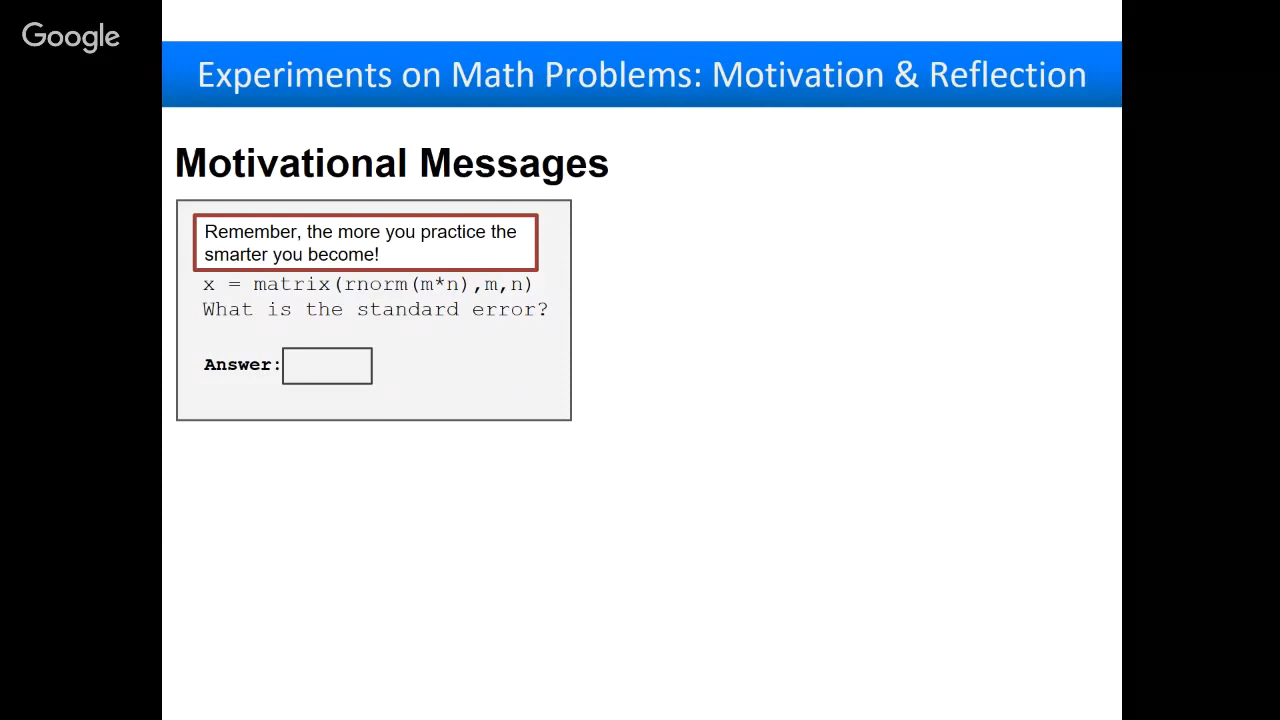 Google
Experiments on Math Problems: Motivation & Reflection
Motivational Messages
Remember, the more you practice the
smarter you become!
x = matrix(rnorm(m*n),m,n)
What is the standard error?
Answer: